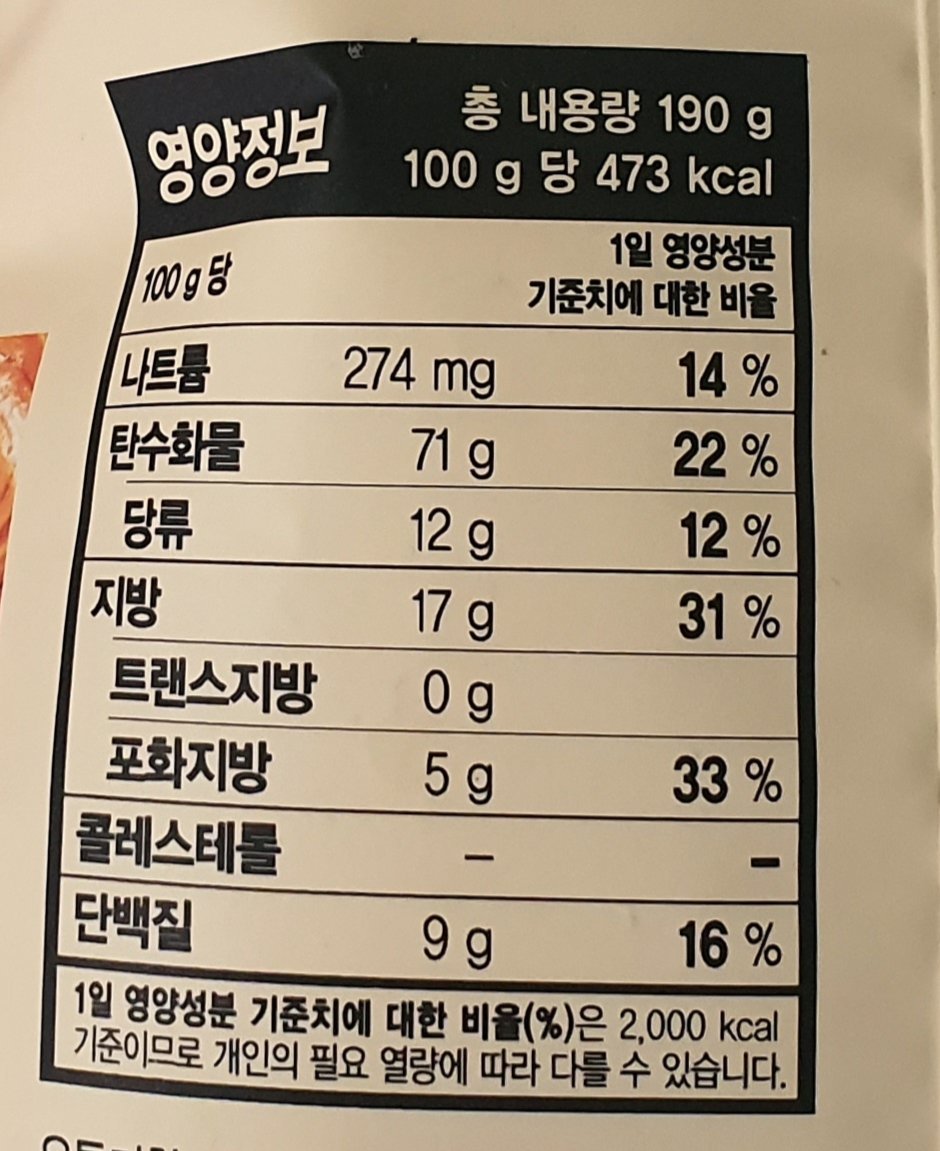 영양정보
총 내용량 190 g
100 g 당 473 kcal
100 g 당
1일 영양성분
기준치에 대한 비율
나트륨 274 mg 14 %
탄수화물 71 g 22 %
당류 12 g 12 %
지방 17 g 31 %
트랜스지방 0 g
포화지방 5 g 33 %
콜레스테롤 – –
단백질 9 g 16 %
1일 영양성분 기준치에 대한 비율(%)은 2,000 kcal
기준이므로 개인의 필요 열량에 따라 다를 수 있습니다.